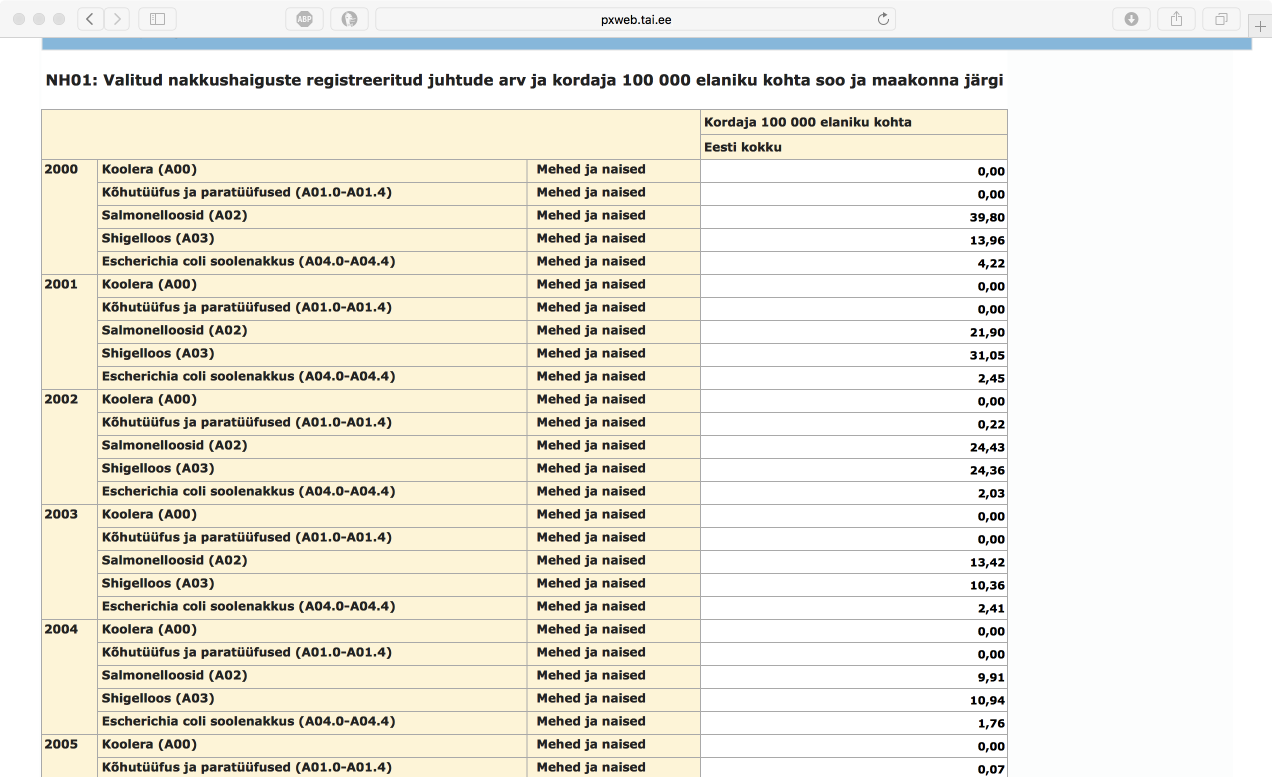 ABP
pxweb.tai.ee
NH01: Valitud nakkushaiguste registreeritud juhtude arv ja kordaja 100 000 elaniku kohta soo ja maakonna järgi
Kordaja 100 000 elaniku kohta
Eesti kokku
2000 Koolera (A00) Mehed ja naised 0,00
Kõhutüüfus ja paratüüfused (A01.0-A01.4) Mehed ja naised 0,00
Salmonelloosid (A02) Mehed ja naised 39,80
Shigelloos (A03) Mehed ja naised 13,96
Escherichia coli soolenakkus (A04.0-A04.4) Mehed ja naised 4,22
2001 Koolera (A00) Mehed ja naised 0,00
Kõhutüüfus ja paratüüfused (A01.0-A01.4) Mehed ja naised 0,00
Salmonelloosid (A02) Mehed ja naised 21,90
Shigelloos (A03) Mehed ja naised 31,05
Escherichia coli soolenakkus (A04.0-A04.4) Mehed ja naised 2,45
2002 Koolera (A00) Mehed ja naised 0,00
Kõhutüüfus ja paratüüfused (A01.0-A01.4) Mehed ja naised 0,22
Salmonelloosid (A02) Mehed ja naised 24,43
Shigelloos (A03) Mehed ja naised 24,36
Escherichia coli soolenakkus (A04.0-A04.4) Mehed ja naised 2,03
2003 Koolera (A00) Mehed ja naised 0,00
Kõhutüüfus ja paratüüfused (A01.0-A01.4) Mehed ja naised 0,00
Salmonelloosid (A02) Mehed ja naised 13,42
Shigelloos (A03) Mehed ja naised 10,36
Escherichia coli soolenakkus (A04.0-A04.4) Mehed ja naised 2,41
2004 Koolera (A00) Mehed ja naised 0,00
Kõhutüüfus ja paratüüfused (A01.0-A01.4) Mehed ja naised 0,00
Salmonelloosid (A02) Mehed ja naised 9,91
Shigelloos (A03) Mehed ja naised 10,94
Escherichia coli soolenakkus (A04.0-A04.4) Mehed ja naised 1,76
2005 Koolera (A00) Mehed ja naised 0,00
Kõhutüüfus ja paratüüfused (A01.0-A01.4) Mehed ja naised 0,07